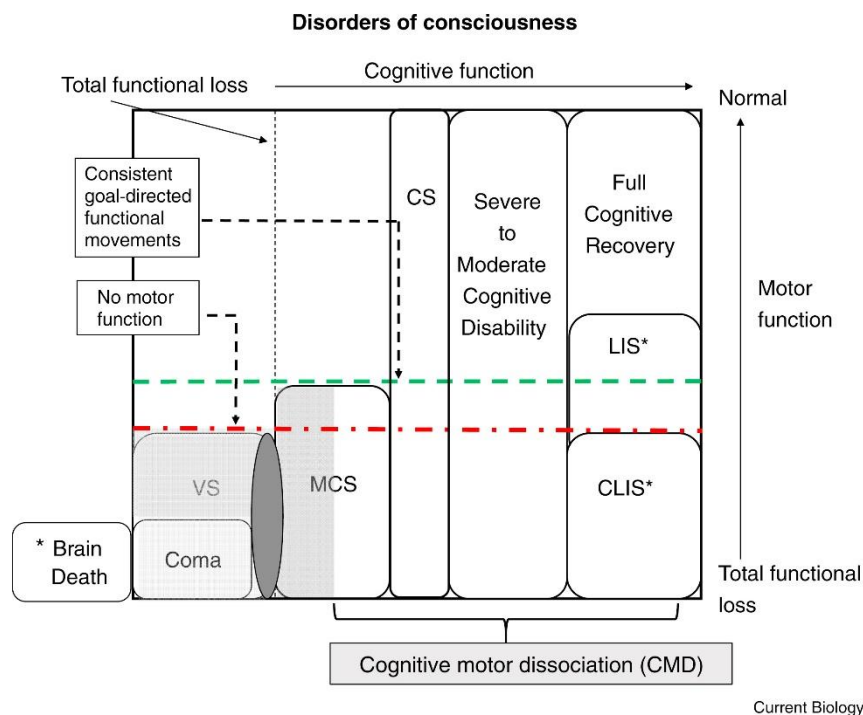 Disorders of consciousness
Total functional loss
Cognitive function
Normal
Consistent
goal-directed
functional
movements
No motor
function
CS
Severe
to
Moderate
Cognitive
Disability
Full
Cognitive
Recovery
Motor
function
LIS*
VS
MCS
CLIS*
* Brain
Death
Coma
Total functional
loss
Cognitive motor dissociation (CMD)
Current Biology